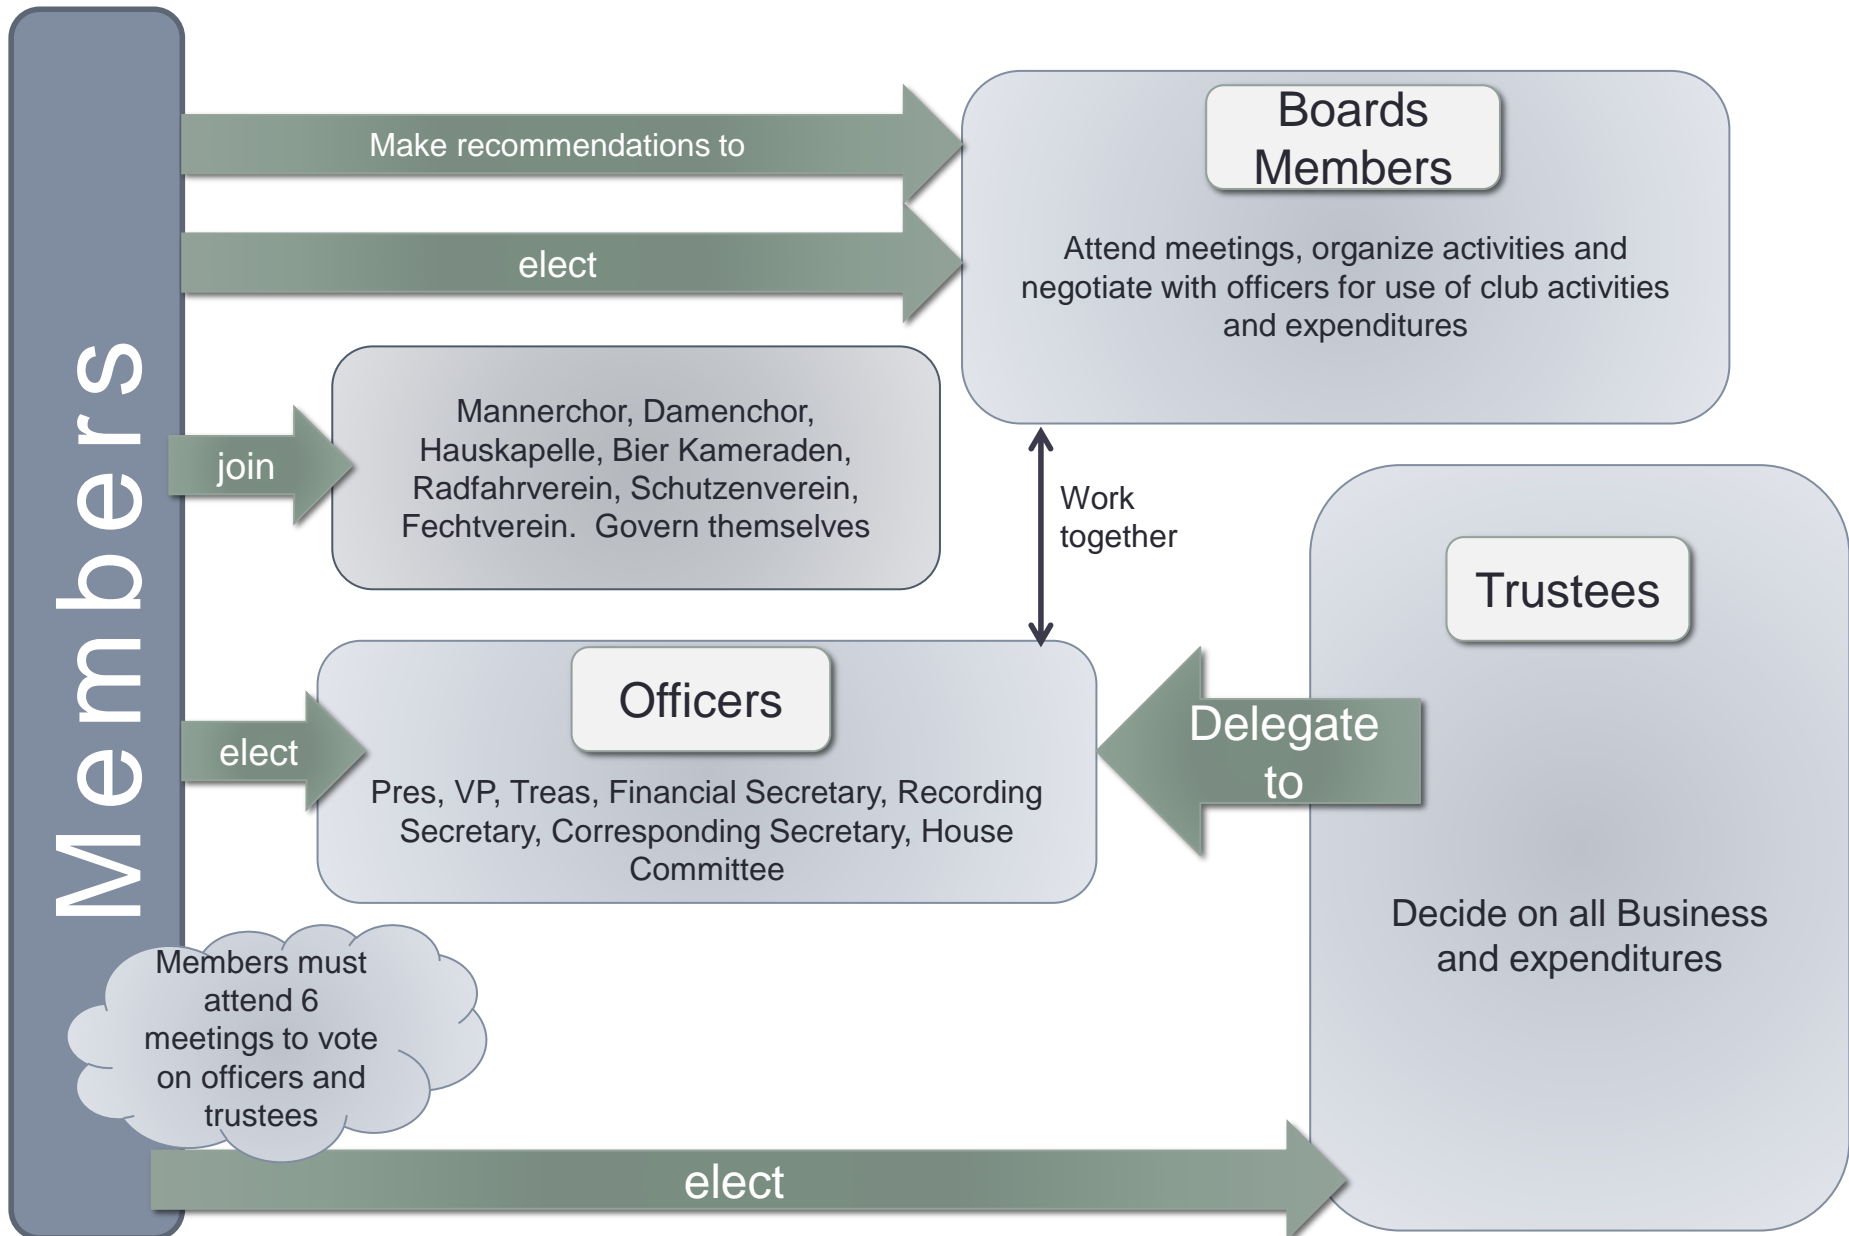 Members
Make recommendations to
elect
Boards
Members
Attend meetings, organize activities and
negotiate with officers for use of club activities
and expenditures
join
Mannerchor, Damenchor,
Hauskapelle, Bier Kameraden,
Radfahrverein, Schutzenverein,
Fechtverein.  Govern themselves
Work
together
Trustees
Decide on all Business
and expenditures
Delegate
to
elect
Officers
Pres, VP, Treas, Financial Secretary, Recording
Secretary, Corresponding Secretary, House
Committee
Members must
attend 6
meetings to vote
on officers and
trustees
elect